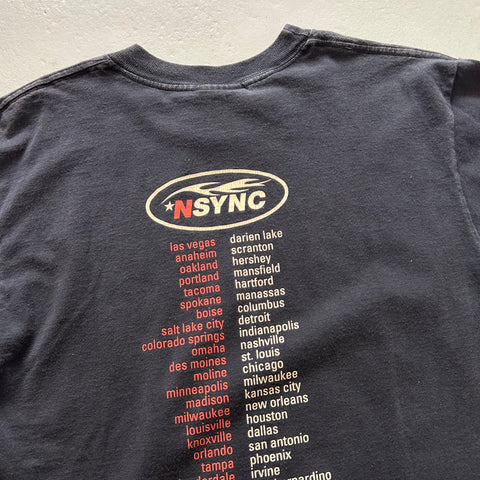 *NSYNC
las vegas
anaheim
oakland
portland
tacoma
spokane
boise
salt lake city
colorado springs
omaha
des moines
moline
minneapolis
madison
milwaukee
louisville
knoxville
orlando
tampa
darien lake
scranton
hershey
mansfield
hartford
manassas
columbus
detroit
indianapolis
nashville
st. louis
chicago
milwaukee
kansas city
new orleans
houston
dallas
san antonio
phoenix
irvine